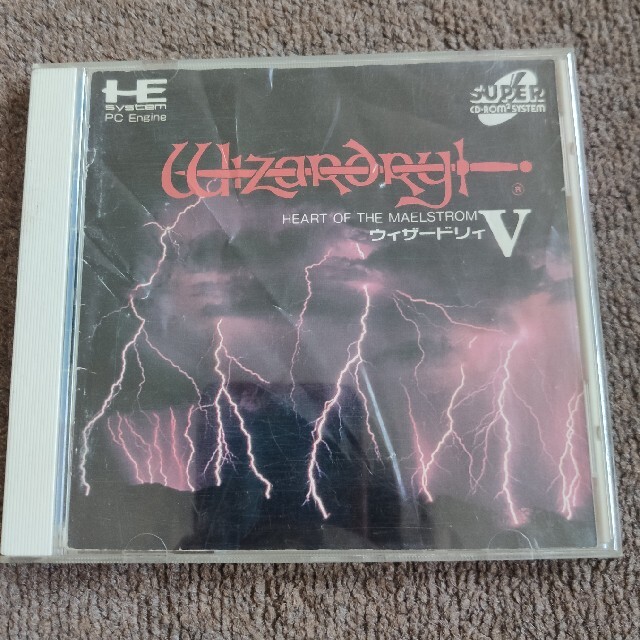 HE
System
PC Engine
SUPER
CD-ROM² SYSTEM
Wizardry
®
HEART OF THE MAELSTROM
ウィザードリィ V